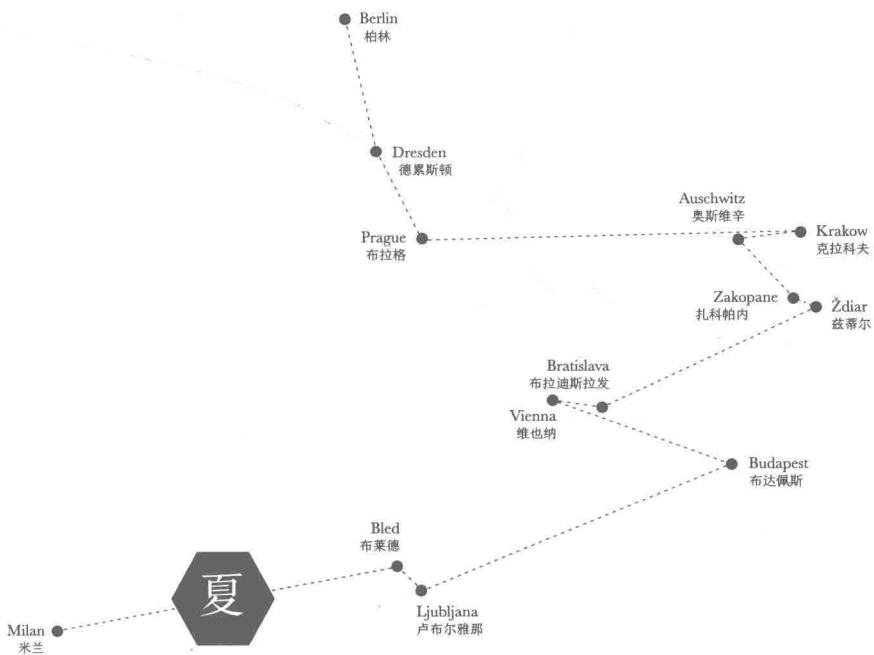 Berlin
柏林
Dresden
德累斯顿
Auschwitz
奥斯维辛
Prague
布拉格
Krakow
克拉科夫
Zakopane
扎科帕内
Ždiar
兹蒂尔
Bratislava
布拉迪斯拉发
Vienna
维也纳
Budapest
布达佩斯
Bled
布莱德
夏
Ljubljana
卢布尔雅那
Milan
米兰